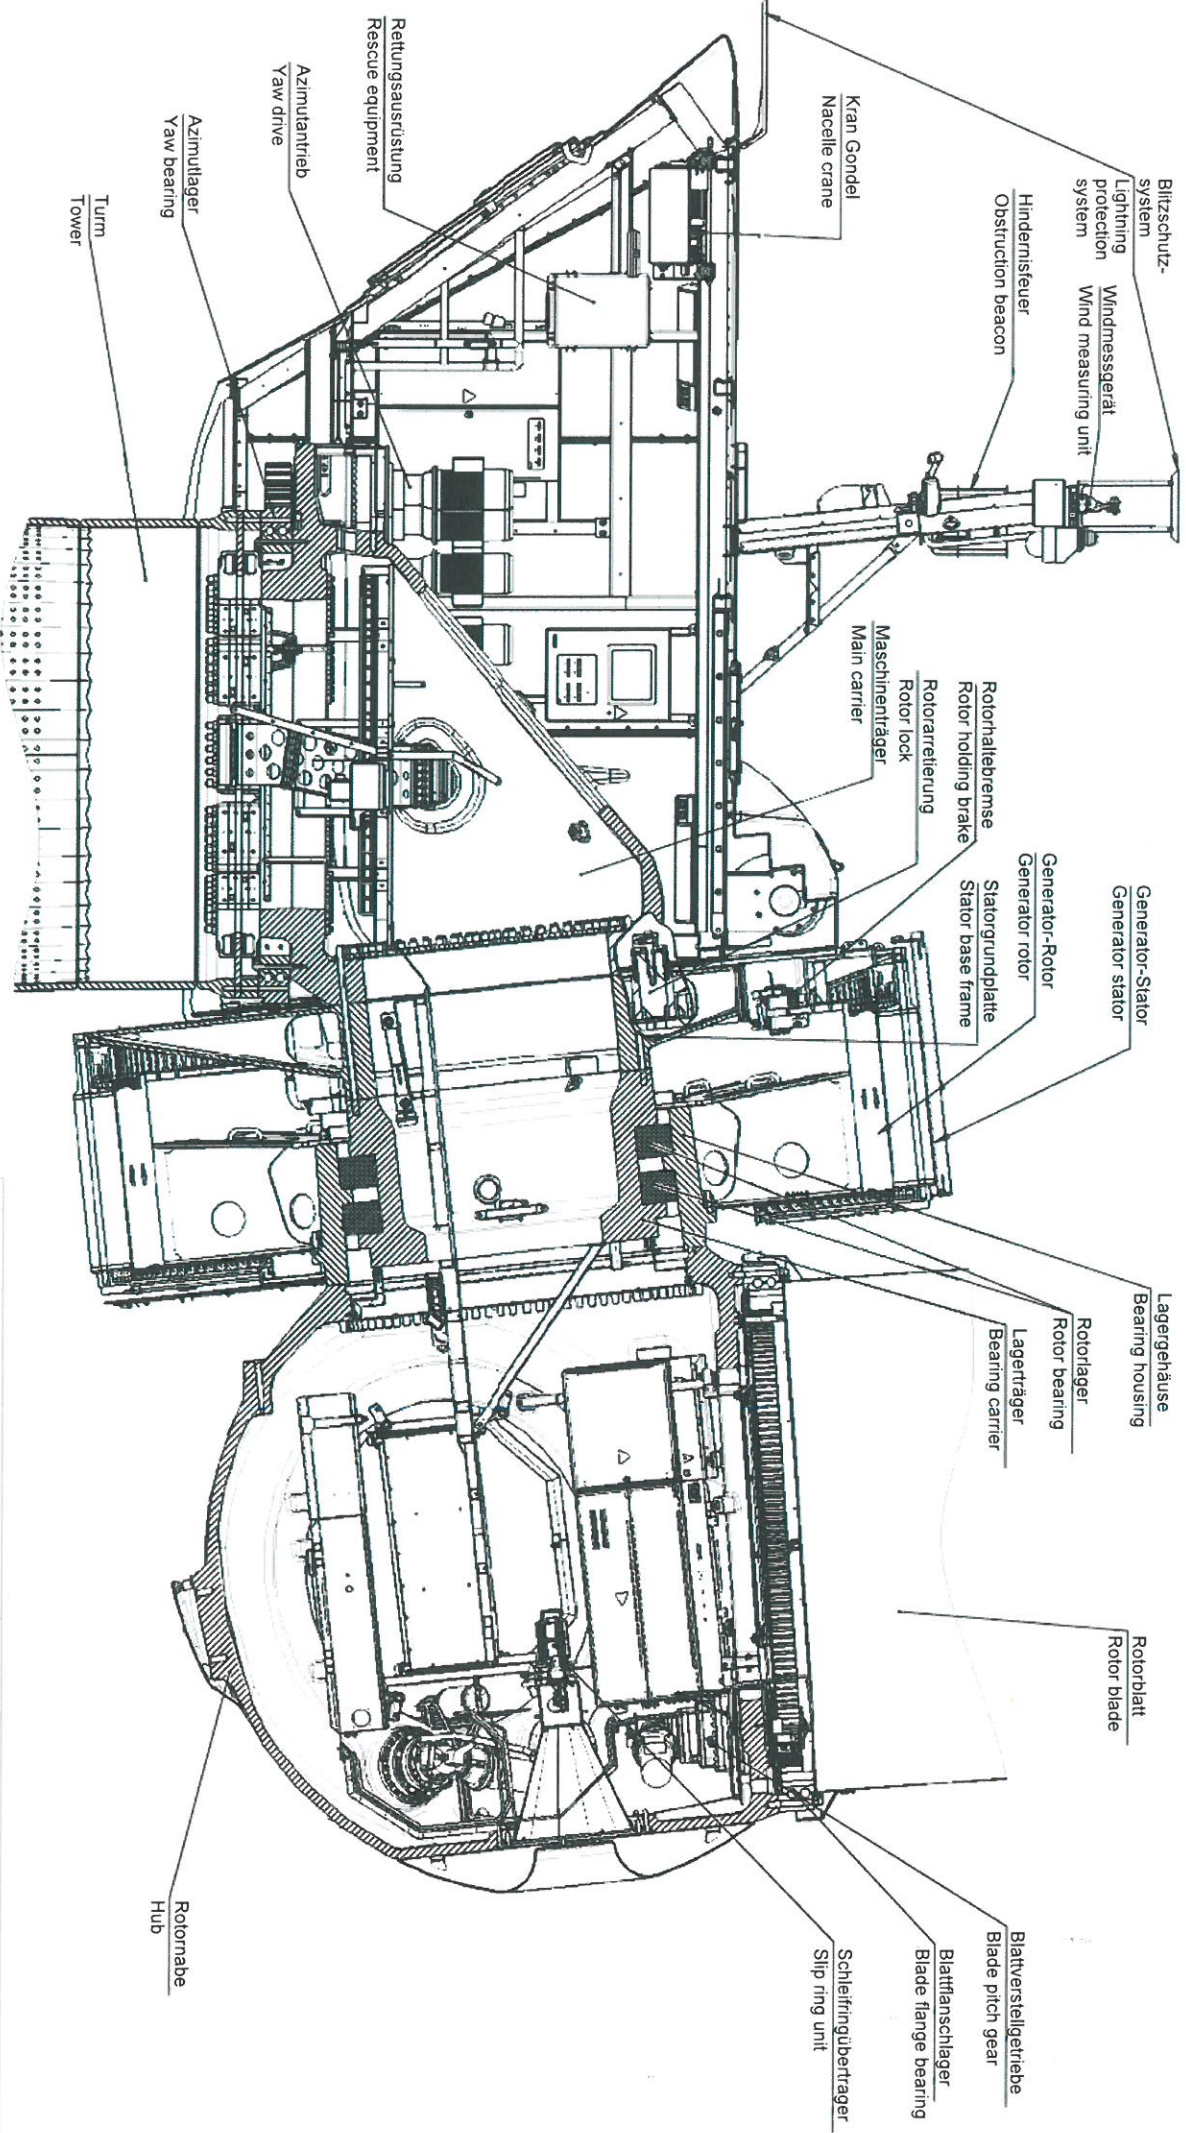 Blitzschutz-
system
Lightning
protection
system
Windmessgerät
Wind measuring unit
Hindernisfeuer
Obstruction beacon
Kran Gondel
Nacelle crane
Rettungsausrüstung
Rescue equipment
Azimutantrieb
Yaw drive
Azimutlager
Yaw bearing
Turm
Tower
Generator-Stator
Generator stator
Generator-Rotor
Generator rotor
Statorgrundplatte
Stator base frame
Rotorhaltebremse
Rotor holding brake
Rotorarretierung
Rotor lock
Maschinenträger
Main carrier
Lagergehäuse
Bearing housing
Rotorlager
Rotor bearing
Lagerträger
Bearing carrier
Rotorblatt
Rotor blade
Blattverstellgetriebe
Blade pitch gear
Blattflanschlager
Blade flange bearing
Schleifringübertrager
Slip ring unit
Rotornabe
Hub